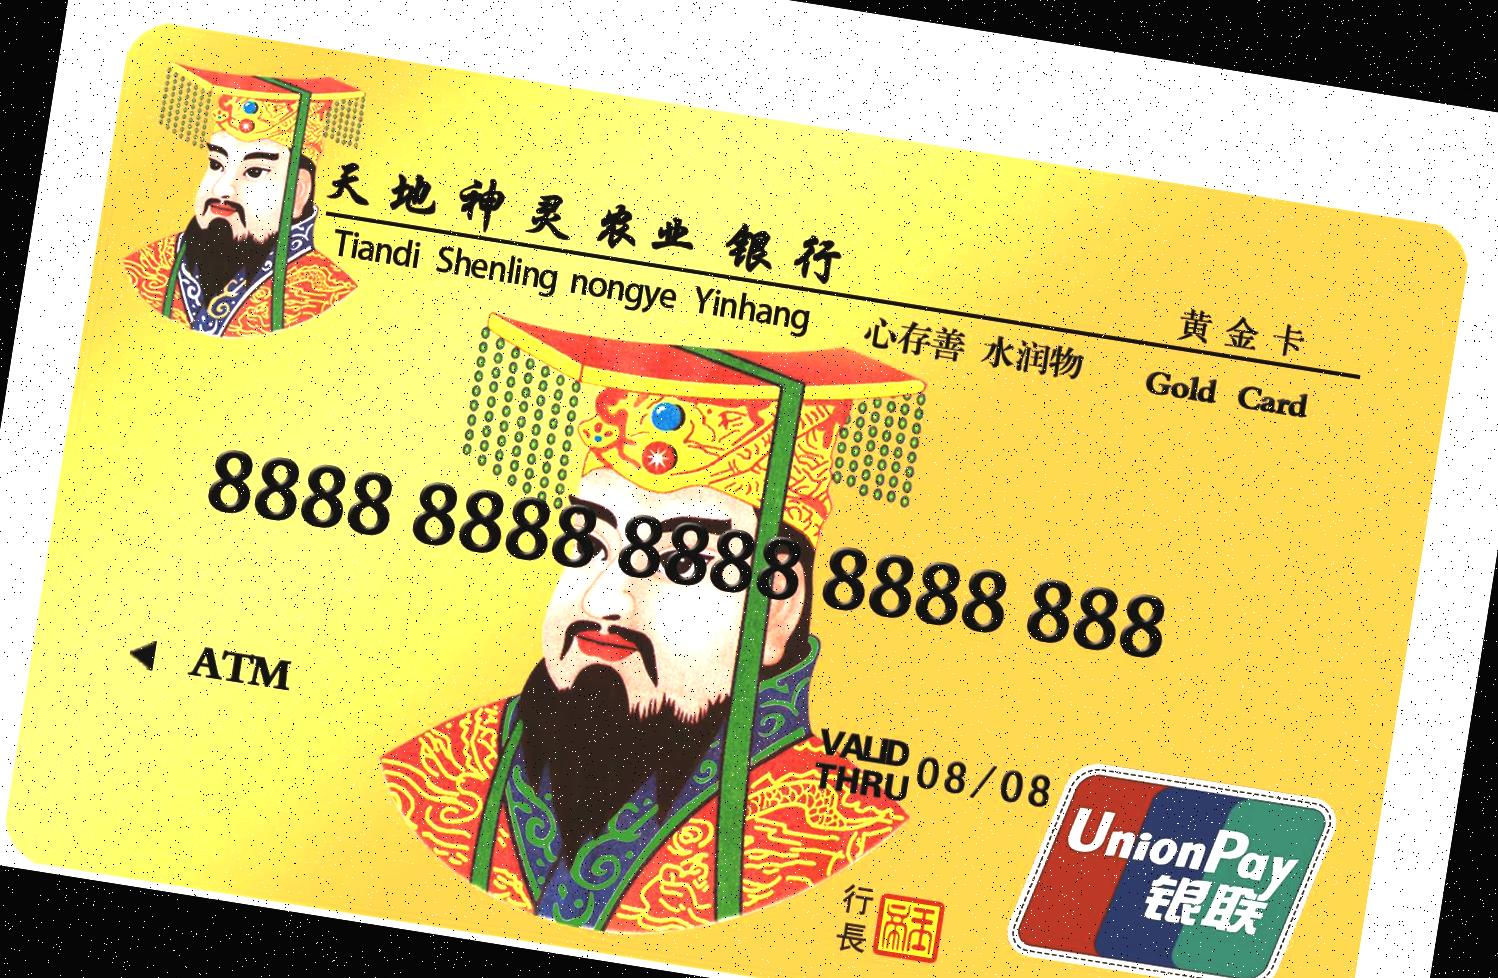 天地神灵农业银行
Tiandi Shenling nongye Yinhang
心存善 水润物
黄金卡
Gold Card
8888 8888 8888 8888 888
ATM
VALID THRU 08/08
UnionPay
银联
行長